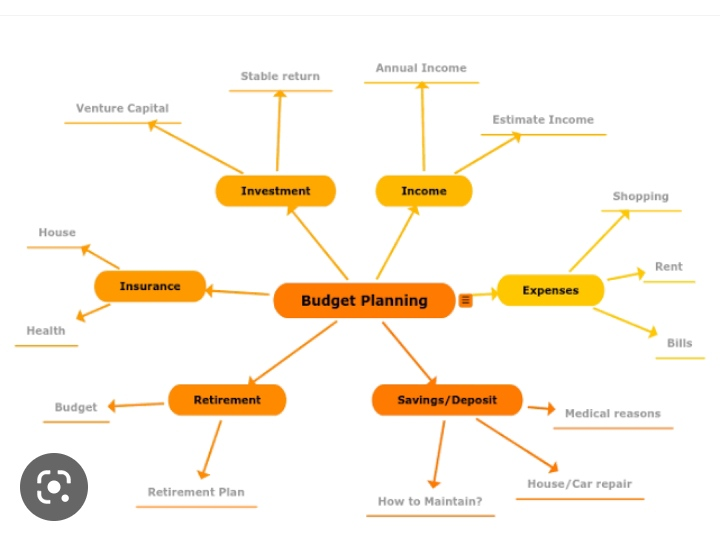 Annual Income
Stable return
Venture Capital
Estimate Income
Investment
Income
Shopping
House
Rent
Insurance
Expenses
Budget Planning
Health
Bills
Retirement
Savings/Deposit
Budget
Medical reasons
House/Car repair
Retirement Plan
How to Maintain?